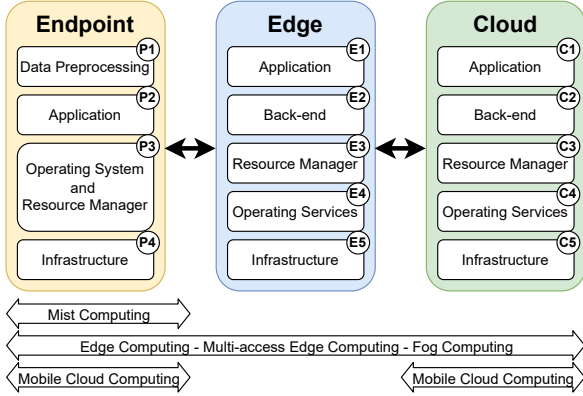 Endpoint
P1
Data Preprocessing
P2
Application
P3
Operating System
and
Resource Manager
P4
Infrastructure
Edge
E1
Application
E2
Back-end
E3
Resource Manager
E4
Operating Services
E5
Infrastructure
Cloud
C1
Application
C2
Back-end
C3
Resource Manager
C4
Operating Services
C5
Infrastructure
Mist Computing
Edge Computing - Multi-access Edge Computing - Fog Computing
Mobile Cloud Computing
Mobile Cloud Computing